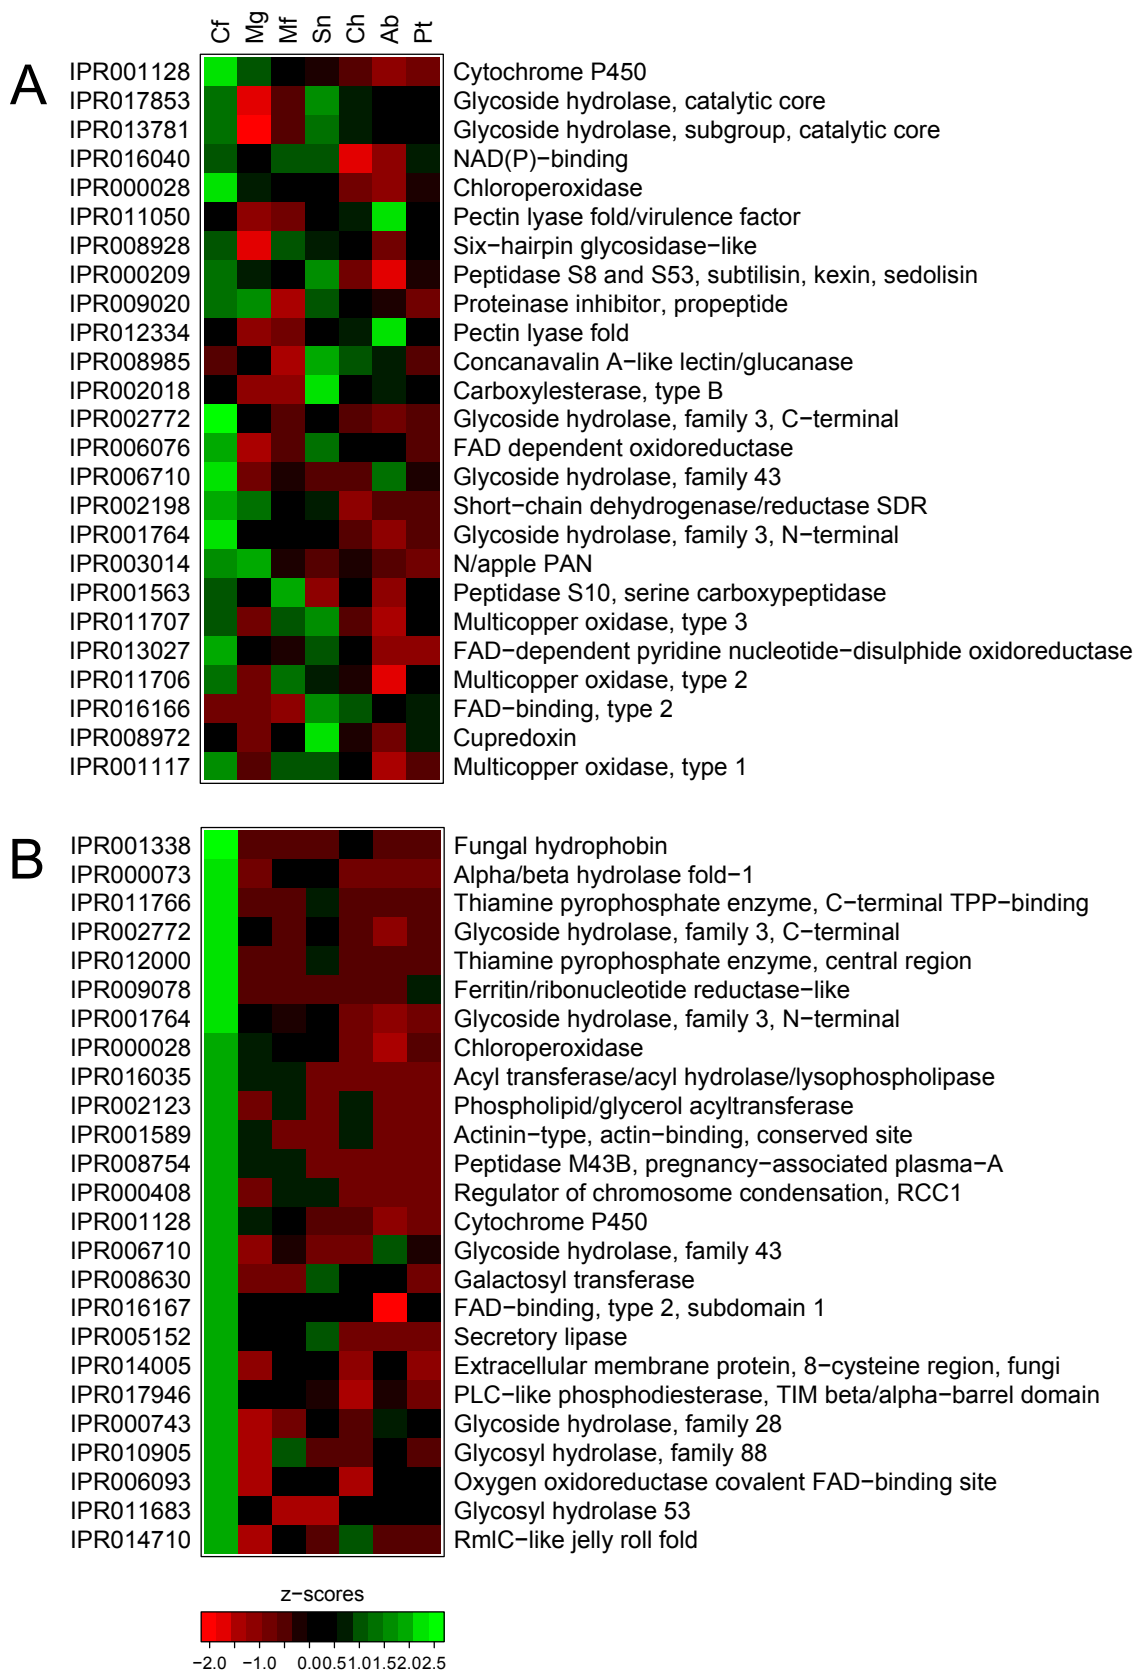 Cf Mg Mf Sn Ch Ab Pt
A
IPR001128 Cytochrome P450
IPR017853 Glycoside hydrolase, catalytic core
IPR013781 Glycoside hydrolase, subgroup, catalytic core
IPR016040 NAD(P)−binding
IPR000028 Chloroperoxidase
IPR011050 Pectin lyase fold/virulence factor
IPR008928 Six−hairpin glycosidase−like
IPR000209 Peptidase S8 and S53, subtilisin, kexin, sedolisin
IPR009020 Proteinase inhibitor, propeptide
IPR012334 Pectin lyase fold
IPR008985 Concanavalin A−like lectin/glucanase
IPR002018 Carboxylesterase, type B
IPR002772 Glycoside hydrolase, family 3, C−terminal
IPR006076 FAD dependent oxidoreductase
IPR006710 Glycoside hydrolase, family 43
IPR002198 Short−chain dehydrogenase/reductase SDR
IPR001764 Glycoside hydrolase, family 3, N−terminal
IPR003014 N/apple PAN
IPR001563 Peptidase S10, serine carboxypeptidase
IPR011707 Multicopper oxidase, type 3
IPR013027 FAD−dependent pyridine nucleotide−disulphide oxidoreductase
IPR011706 Multicopper oxidase, type 2
IPR016166 FAD−binding, type 2
IPR008972 Cupredoxin
IPR001117 Multicopper oxidase, type 1
B
IPR001338 Fungal hydrophobin
IPR000073 Alpha/beta hydrolase fold−1
IPR011766 Thiamine pyrophosphate enzyme, C−terminal TPP−binding
IPR002772 Glycoside hydrolase, family 3, C−terminal
IPR012000 Thiamine pyrophosphate enzyme, central region
IPR009078 Ferritin/ribonucleotide reductase−like
IPR001764 Glycoside hydrolase, family 3, N−terminal
IPR000028 Chloroperoxidase
IPR016035 Acyl transferase/acyl hydrolase/lysophospholipase
IPR002123 Phospholipid/glycerol acyltransferase
IPR001589 Actinin−type, actin−binding, conserved site
IPR008754 Peptidase M43B, pregnancy−associated plasma−A
IPR000408 Regulator of chromosome condensation, RCC1
IPR001128 Cytochrome P450
IPR006710 Glycoside hydrolase, family 43
IPR008630 Galactosyl transferase
IPR016167 FAD−binding, type 2, subdomain 1
IPR005152 Secretory lipase
IPR014005 Extracellular membrane protein, 8−cysteine region, fungi
IPR017946 PLC−like phosphodiesterase, TIM beta/alpha−barrel domain
IPR000743 Glycoside hydrolase, family 28
IPR010905 Glycosyl hydrolase, family 88
IPR006093 Oxygen oxidoreductase covalent FAD−binding site
IPR011683 Glycosyl hydrolase 53
IPR014710 RmlC−like jelly roll fold
z−scores
−2.0 −1.0 0.0 0.5 1.0 1.5 2.0 2.5